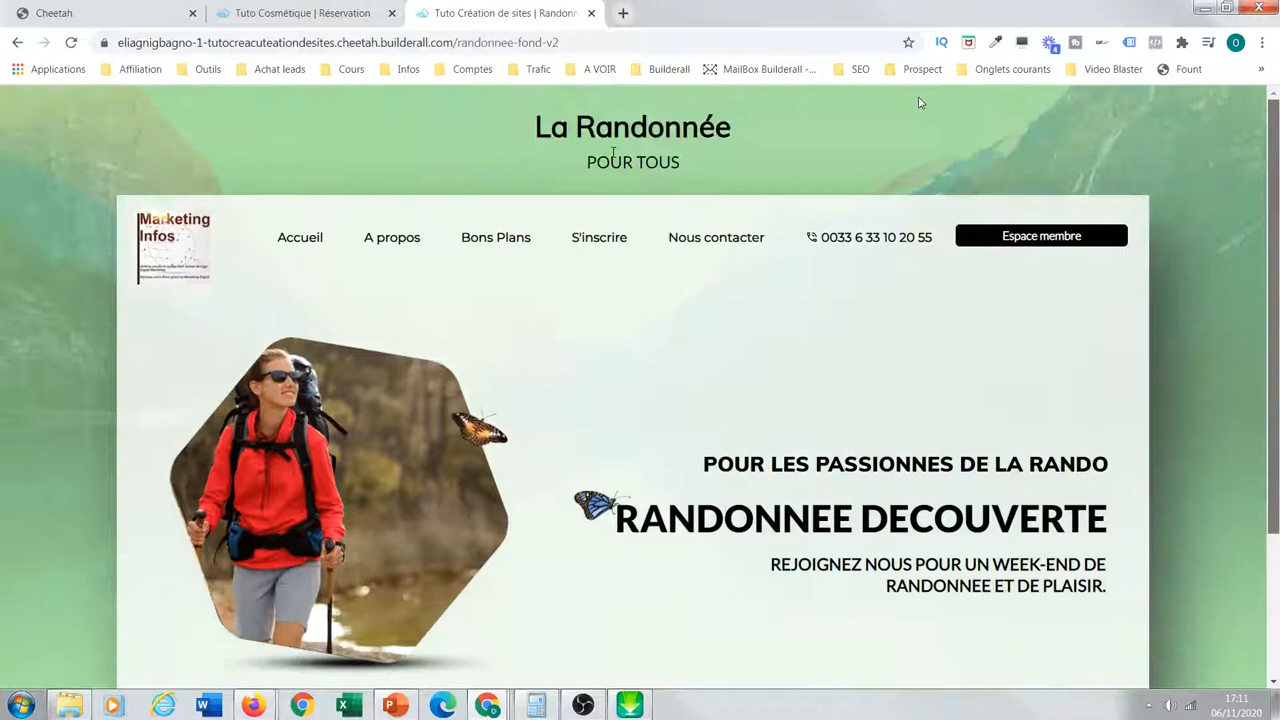 Cheetah
Tuto Cosmétique | Réservation
Tuto Création de sites | Randonn
eliagnigbagno-1-tutocreacutationdesites.cheetah.builderall.com/randonnee-fond-v2
Applications
Affiliation
Outils
Achat leads
Cours
Infos
Comptes
Trafic
A VOIR
Builderall
MailBox Builderall -...
SEO
Prospect
Onglets courants
Video Blaster
Fount
»
La Randonnée
POUR TOUS
Marketing
Infos
Accueil
A propos
Bons Plans
S'inscrire
Nous contacter
0033 6 33 10 20 55
Espace membre
POUR LES PASSIONNES DE LA RANDO
RANDONNEE DECOUVERTE
REJOIGNEZ NOUS POUR UN WEEK-END DE
RANDONNEE ET DE PLAISIR.
17:11
06/11/2020